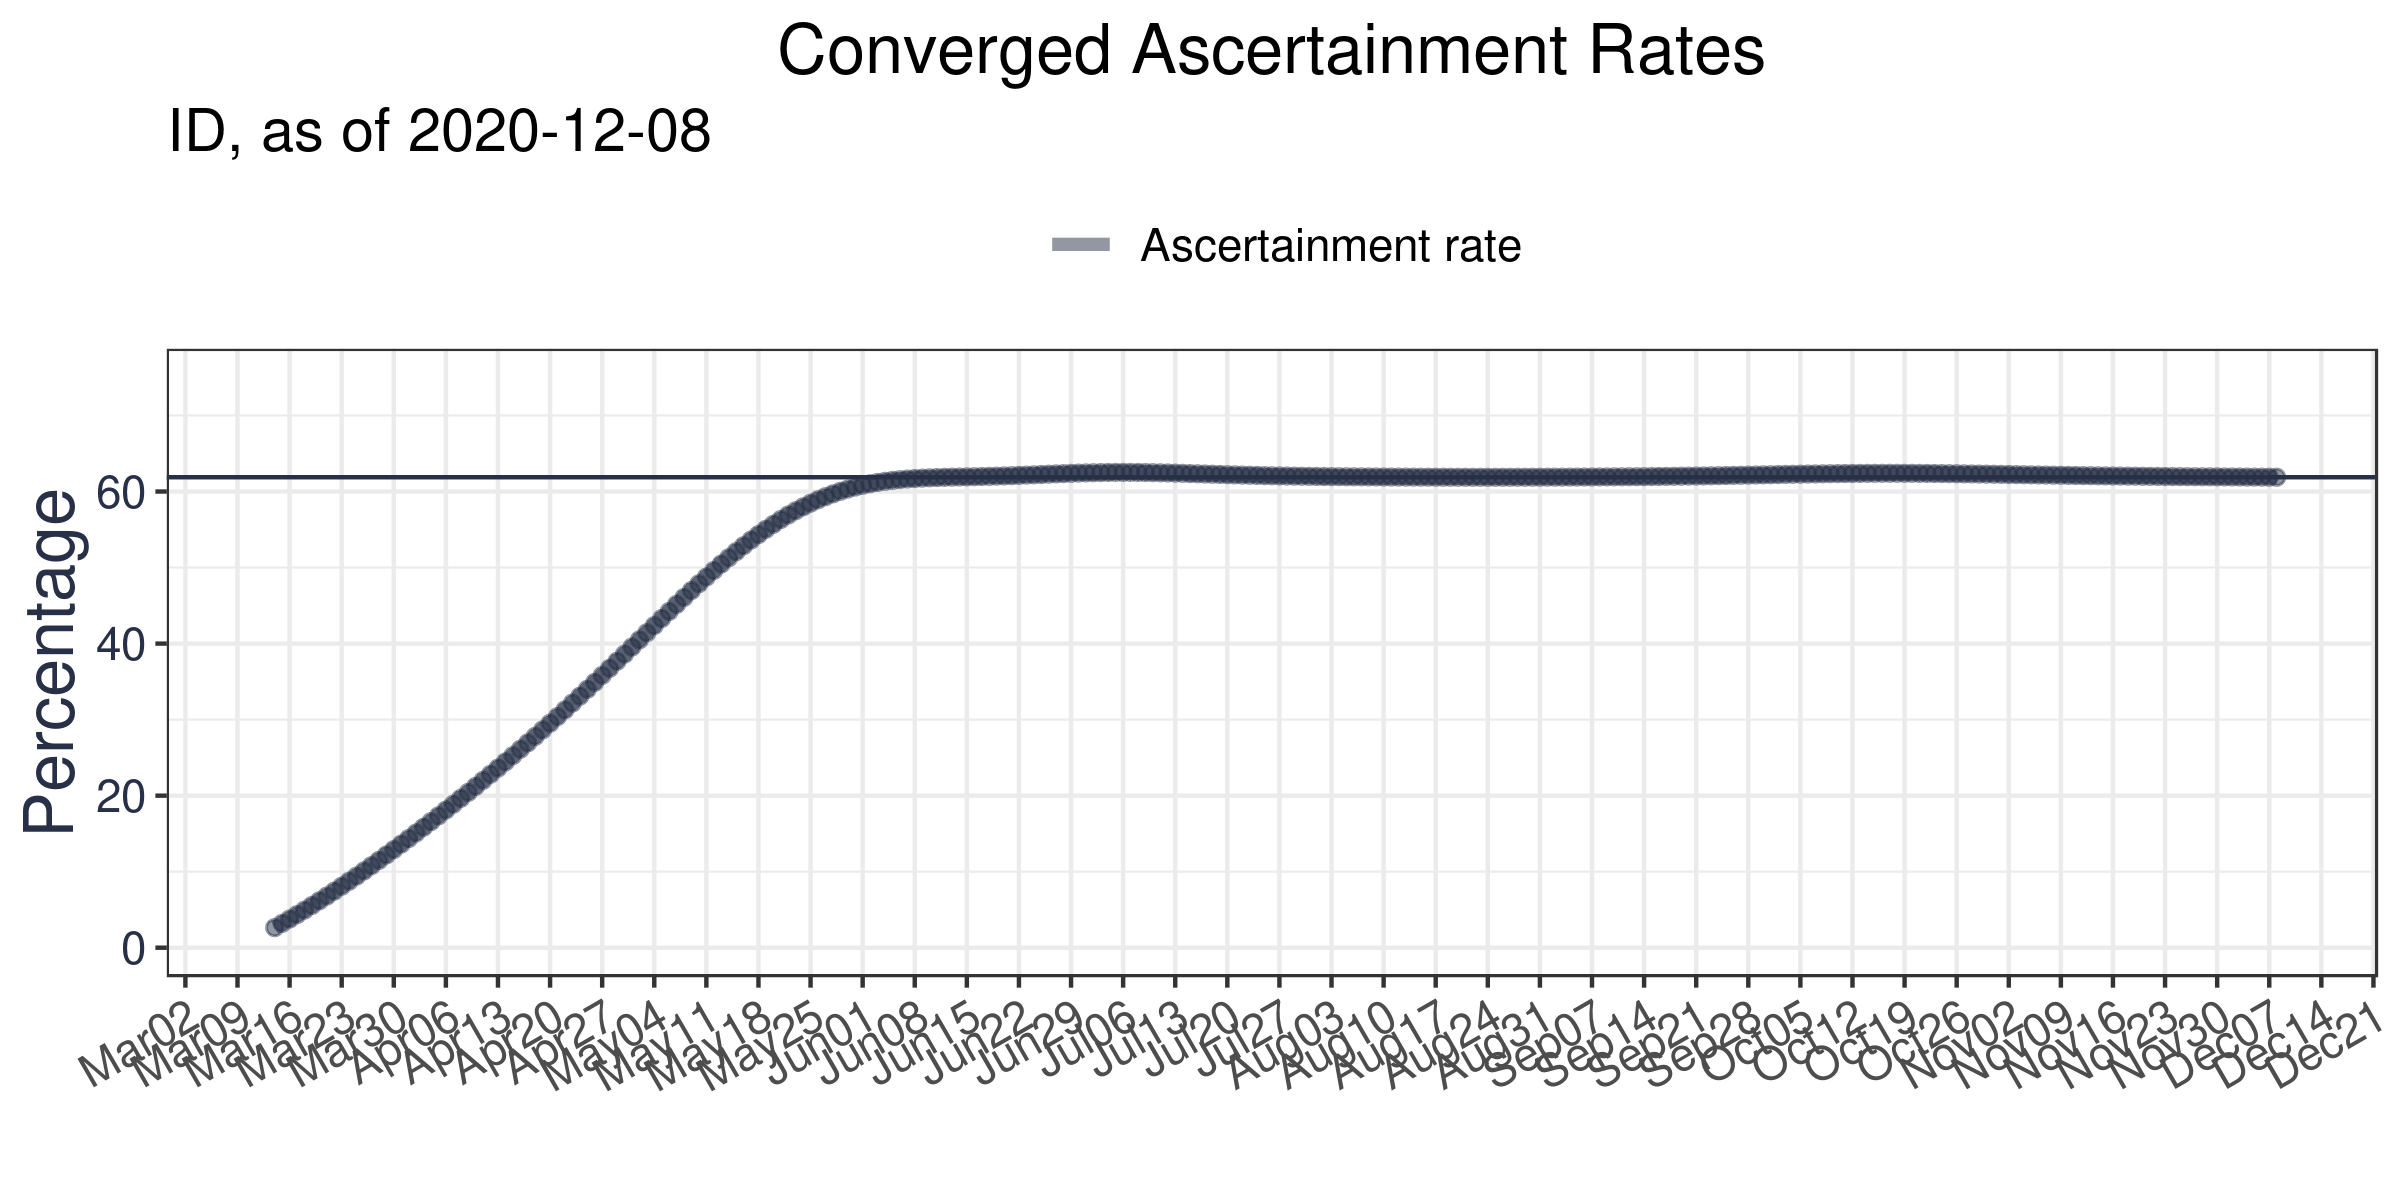 Converged Ascertainment Rates
ID, as of 2020-12-08
Ascertainment rate
Percentage
60
40
20
0
Mar02 Mar09 Mar16 Mar23 Mar30 Apr06 Apr13 Apr20 Apr27 May04 May11 May18 May25 Jun01 Jun08 Jun15 Jun22 Jun29 Jul06 Jul13 Jul20 Jul27 Aug03 Aug10 Aug17 Aug24 Aug31 Sep07 Sep14 Sep21 Sep28 Oct05 Oct12 Oct19 Oct26 Nov02 Nov09 Nov16 Nov23 Nov30 Dec07 Dec14 Dec21